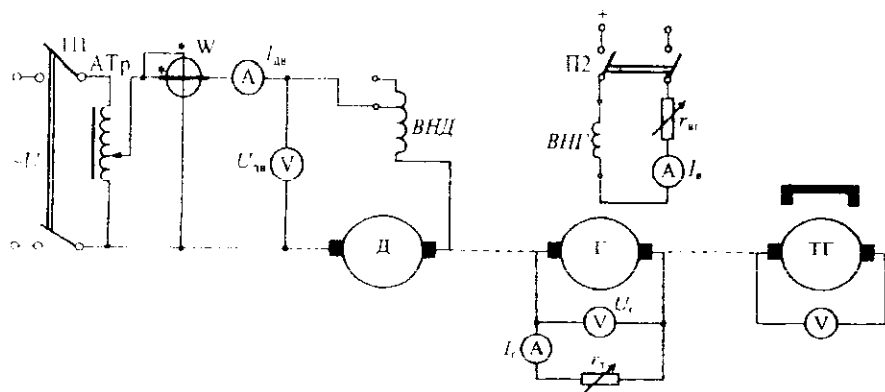 П1
АТр
* W
*
A
Iдв
~U
Uдв
V
ВНД
Д
+ -
П2
ВНГ
rвг
A
Iв
Г
Uг
V
Iг
A
rг
ТГ
V